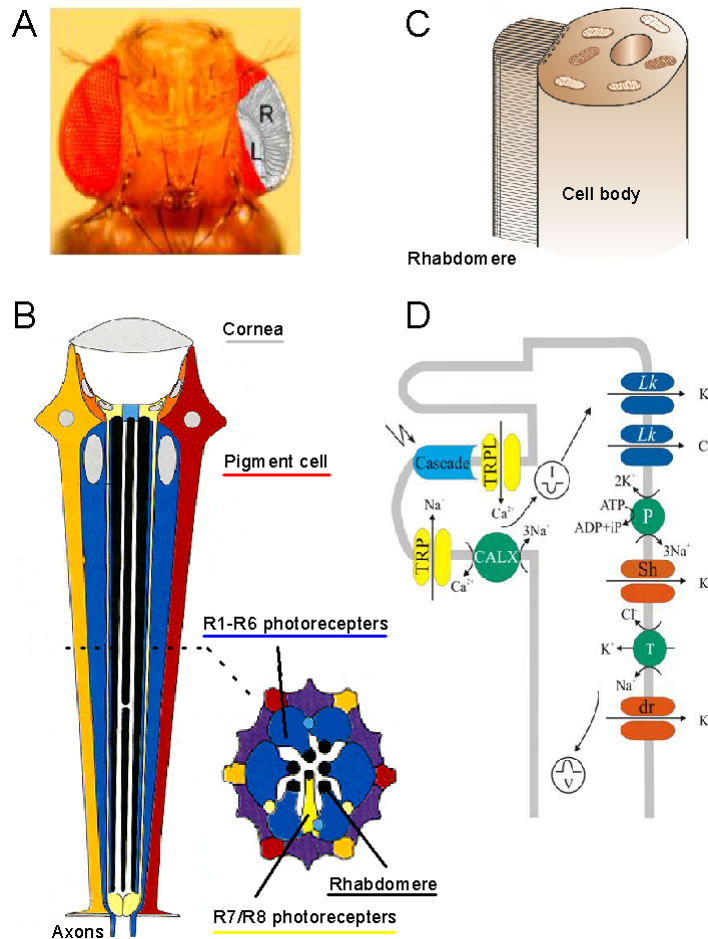 A
R
L
C
Cell body
Rhabdomere
B
Cornea
Pigment cell
R1-R6 photorecepters
Rhabdomere
R7/R8 photorecepters
Axons
D
Lk
K
Lk
C
Cascade
TRPL
I
Ca²⁺
2K⁺
ATP
P
ADP+iP
3Na⁺
Na⁺
3Na⁺
TRP
CALX
Ca²⁺
Sh
K
Cl⁻
K⁺
T
Na⁺
dr
K
V